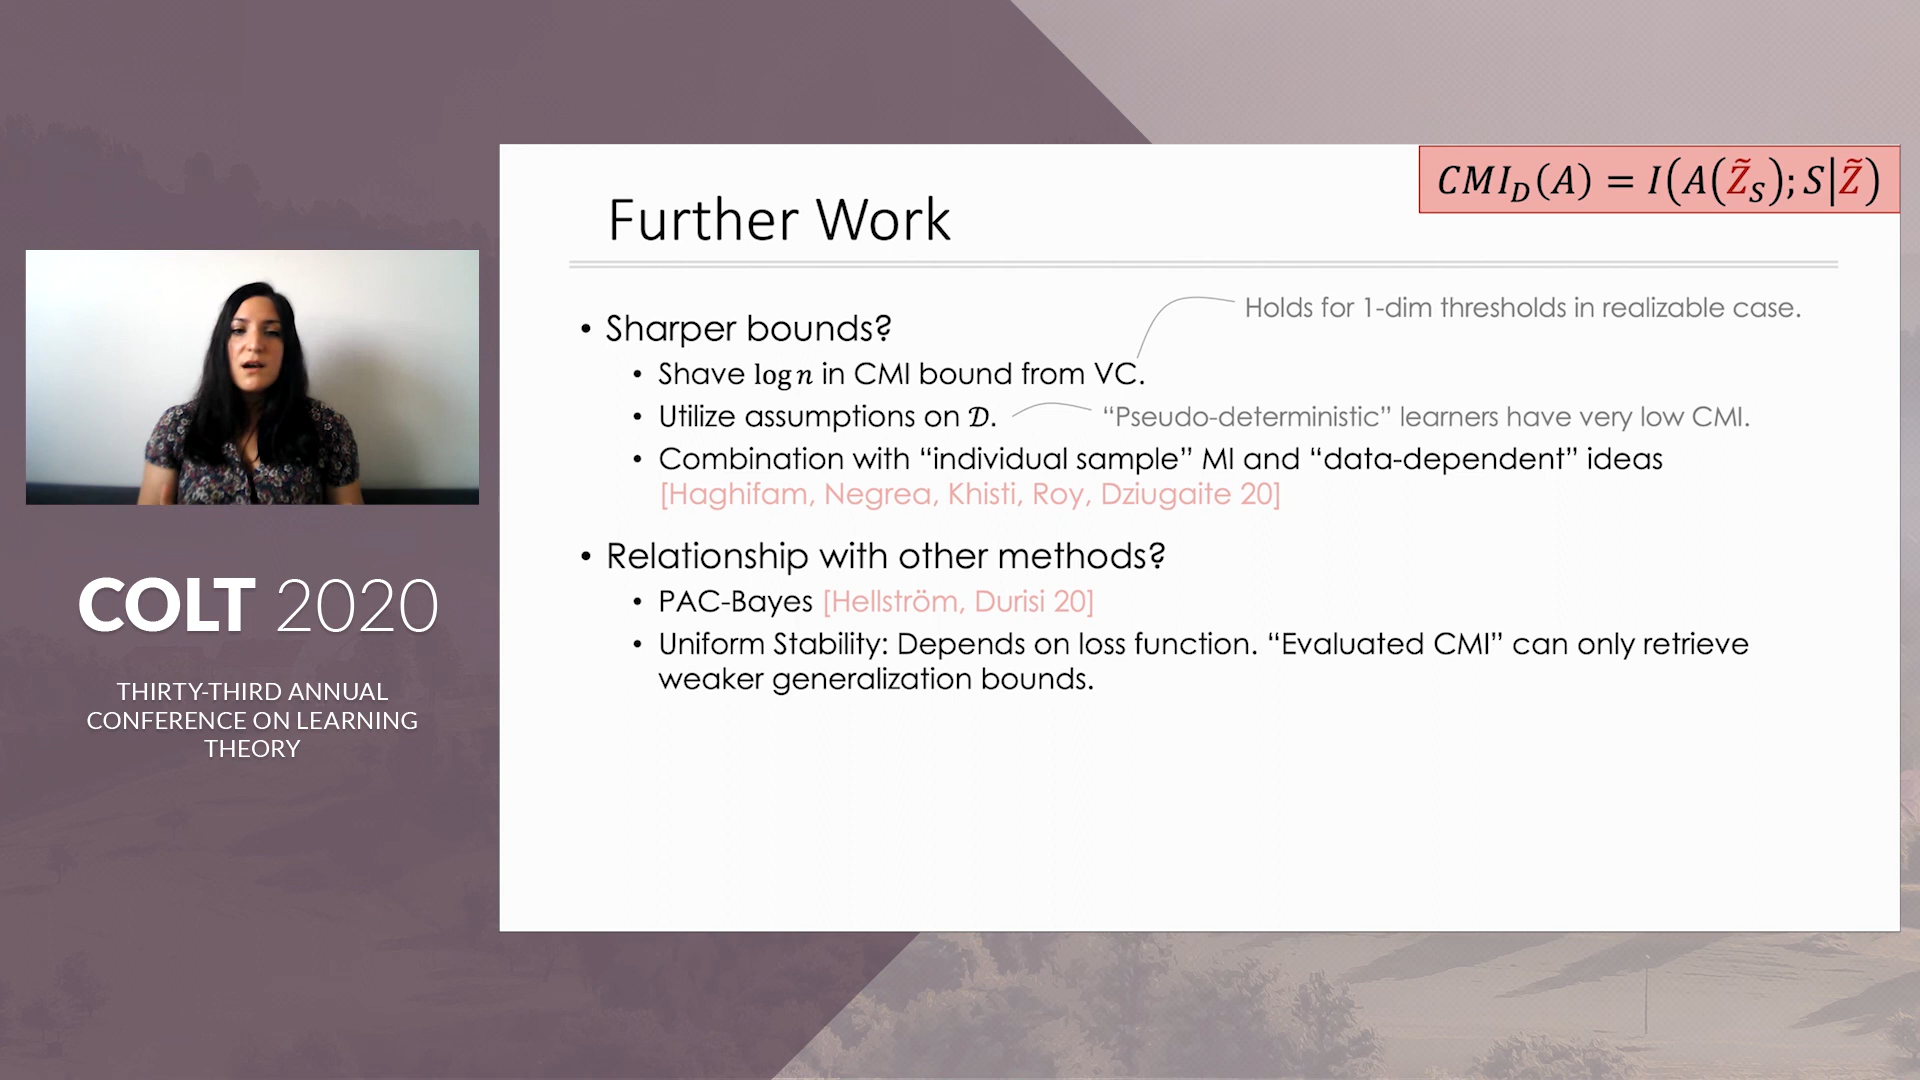 COLT 2020
THIRTY-THIRD ANNUAL
CONFERENCE ON LEARNING
THEORY
CMI_D(A) = I(A(Z̃_S); S|Z̃)
Further Work
• Sharper bounds?
Holds for 1-dim thresholds in realizable case.
• Shave log n in CMI bound from VC.
• Utilize assumptions on 𝒟.
“Pseudo-deterministic” learners have very low CMI.
• Combination with “individual sample” MI and “data-dependent” ideas
[Haghifam, Negrea, Khisti, Roy, Dziugaite 20]
• Relationship with other methods?
• PAC-Bayes [Hellström, Durisi 20]
• Uniform Stability: Depends on loss function. “Evaluated CMI” can only retrieve
weaker generalization bounds.